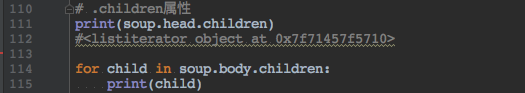 110 # .children属性
111 print(soup.head.children)
112 #<listiterator object at 0x7f71457f5710>
113
114 for child in soup.body.children:
115     print(child)